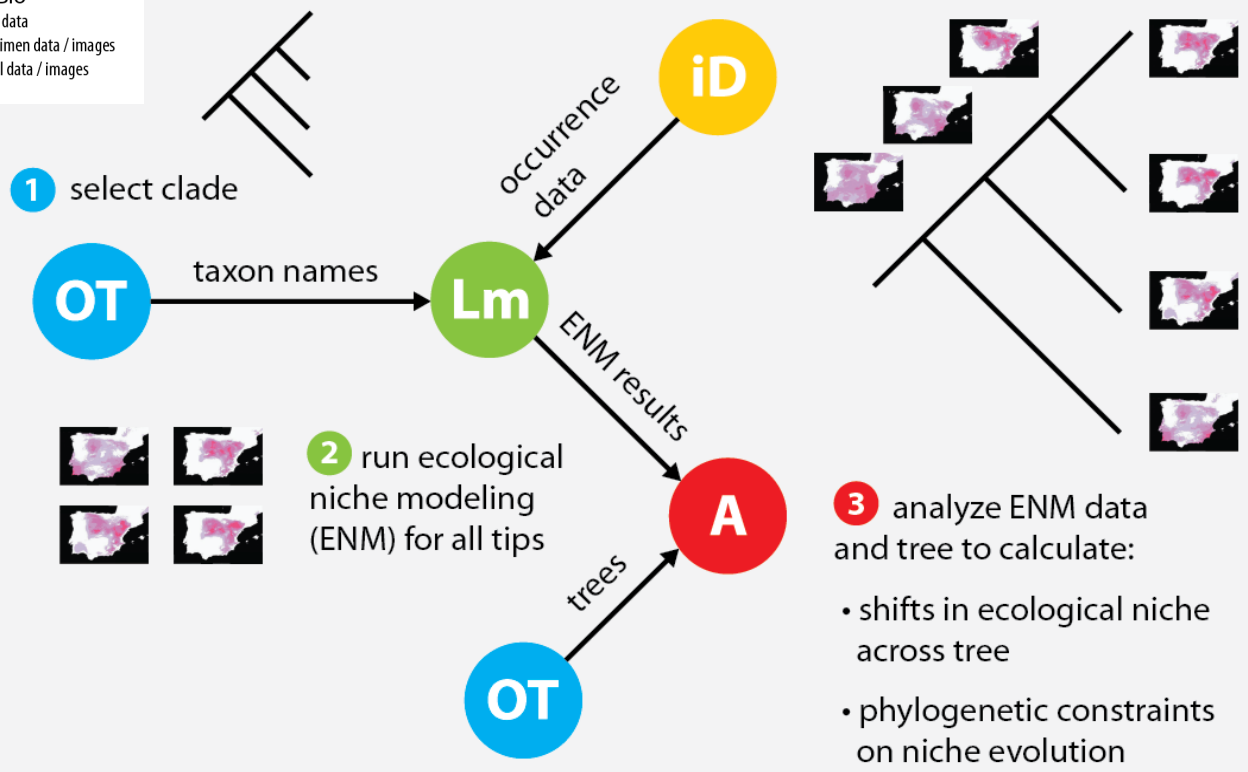 data
imen data / images
l data / images
iD
occurrence
data
1 select clade
OT
taxon names
Lm
ENM results
2 run ecological
niche modeling
(ENM) for all tips
A
trees
OT
3 analyze ENM data
and tree to calculate:
• shifts in ecological niche
across tree
• phylogenetic constraints
on niche evolution